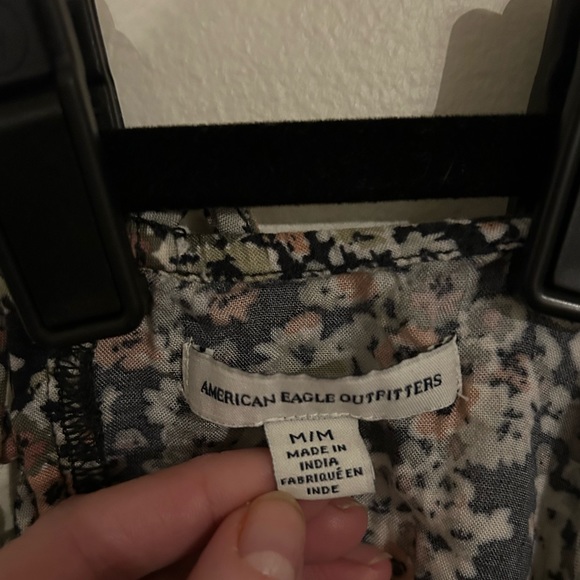 AMERICAN EAGLE OUTFITTERS
M/M
MADE IN
INDIA
FABRIQUÉ EN
INDE